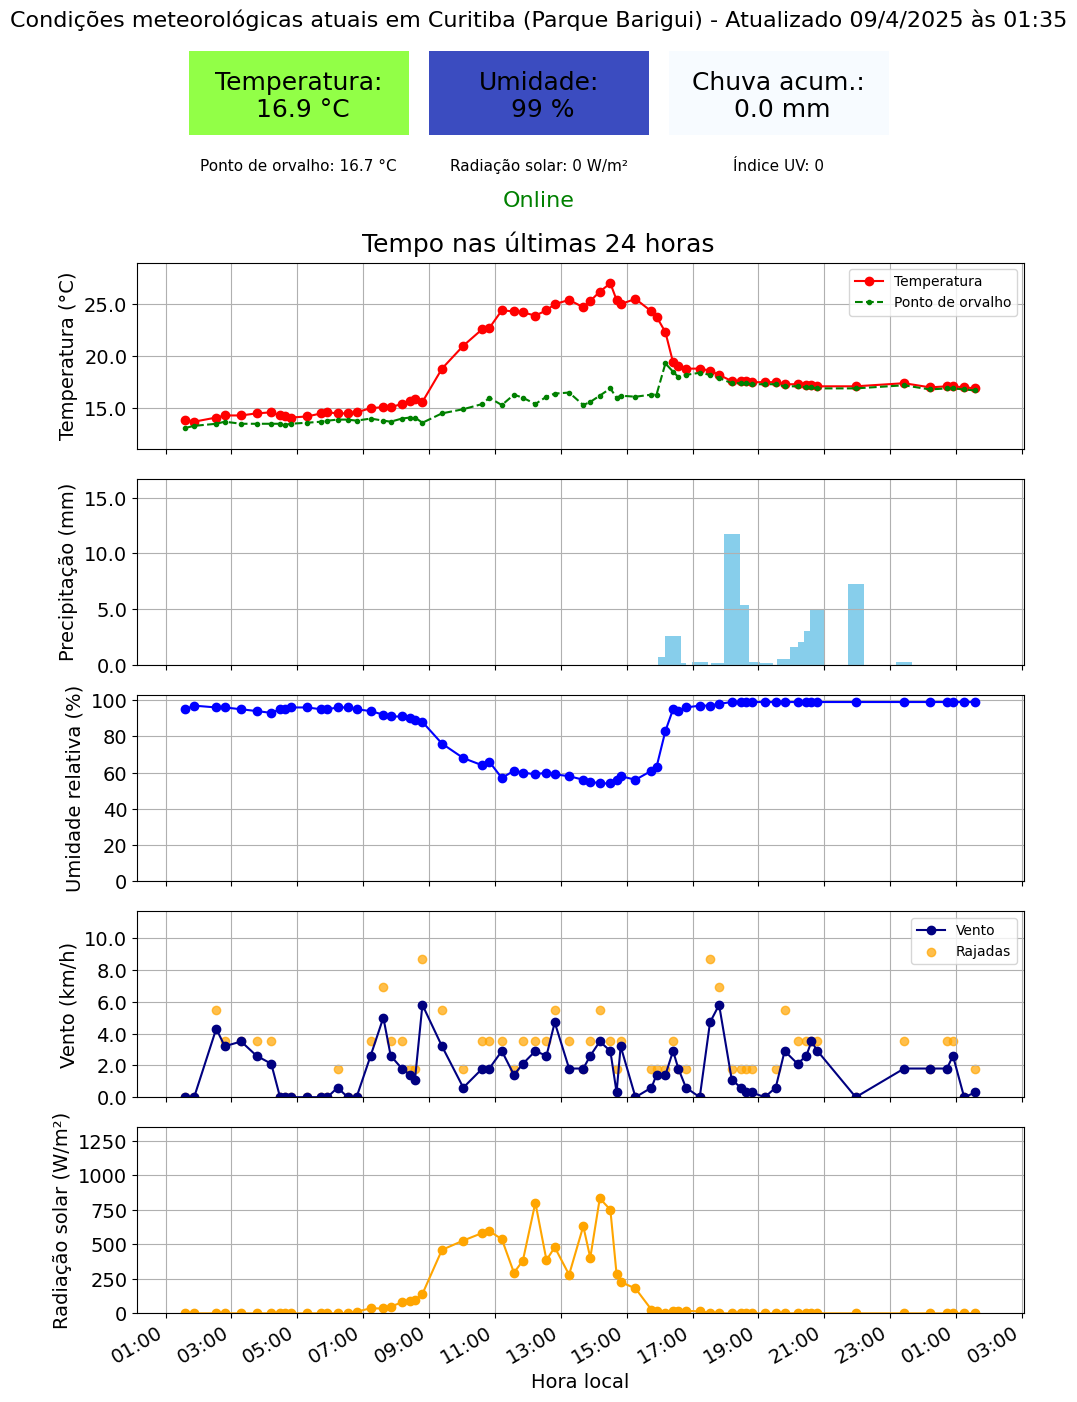 Condições meteorológicas atuais em Curitiba (Parque Barigui) - Atualizado 09/4/2025 às 01:35
Temperatura:
16.9 °C
Umidade:
99 %
Chuva acum.:
0.0 mm
Ponto de orvalho: 16.7 °C
Radiação solar: 0 W/m²
Índice UV: 0
Online
Tempo nas últimas 24 horas
Temperatura (°C)
25.0
20.0
15.0
Temperatura
Ponto de orvalho
Precipitação (mm)
15.0
10.0
5.0
0.0
Umidade relativa (%)
100
80
60
40
20
0
Vento (km/h)
10.0
8.0
6.0
4.0
2.0
0.0
Vento
Rajadas
Radiação solar (W/m²)
1250
1000
750
500
250
0
01:00 03:00 05:00 07:00 09:00 11:00 13:00 15:00 17:00 19:00 21:00 23:00 01:00 03:00
Hora local